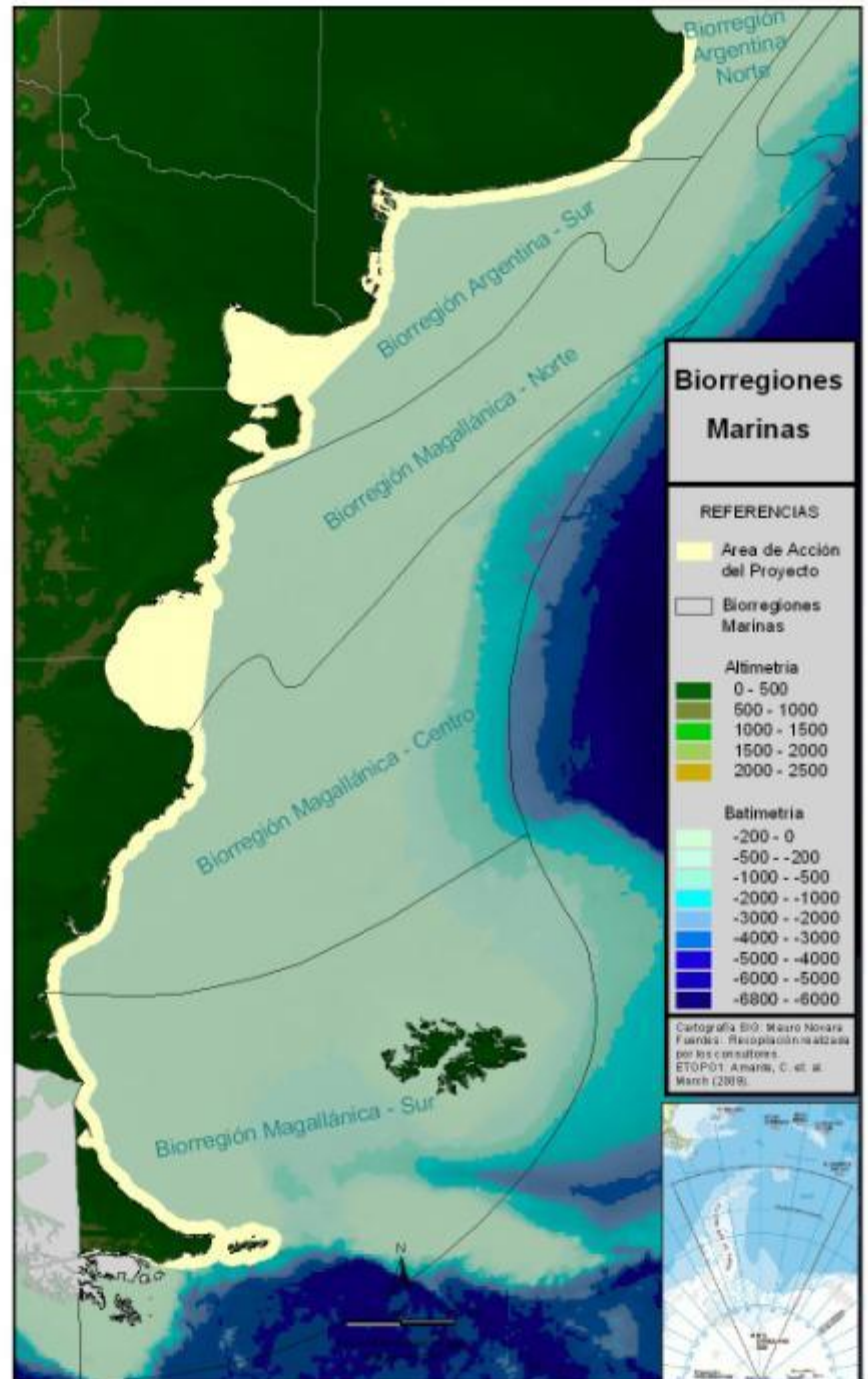 Biorregión
Argentina
Norte
Biorregión Argentina - Sur
Biorregión Magallánica - Norte
Biorregión Magallánica - Centro
Biorregión Magallánica - Sur
N
Biorregiones
Marinas
REFERENCIAS
Area de Acción
del Proyecto
Biorregiones
Marinas
Altimetria
0 - 500
500 - 1000
1000 - 1500
1500 - 2000
2000 - 2500
Batimetria
-200 - 0
-500 - -200
-1000 - -500
-2000 - -1000
-3000 - -2000
-4000 - -3000
-5000 - -4000
-6000 - -5000
-6800 - -6000
Cartografía SIG: Mauro Novara
Fuentes: Recopilación realizada
por los consultores.
ETOPO1. Amante, C. et. al.
March (2009).